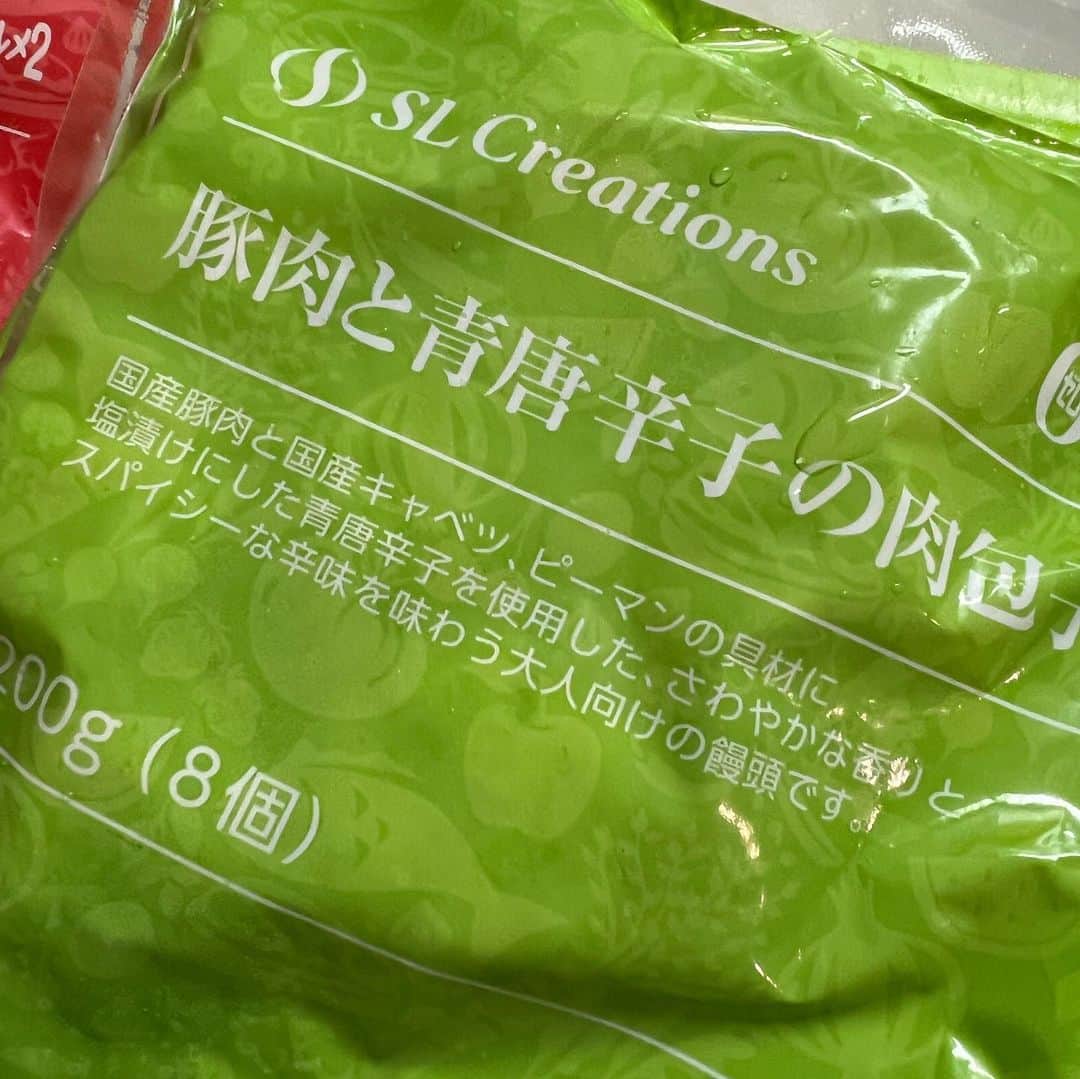 ×2
SL Creations
豚肉と青唐辛子の肉包子
国産豚肉と国産キャベツ、ピーマンの具材に、
塩漬けにした青唐辛子を使用した、さわやかな香りと
スパイシーな辛味を味わう大人向けの饅頭です。
200g（8個）